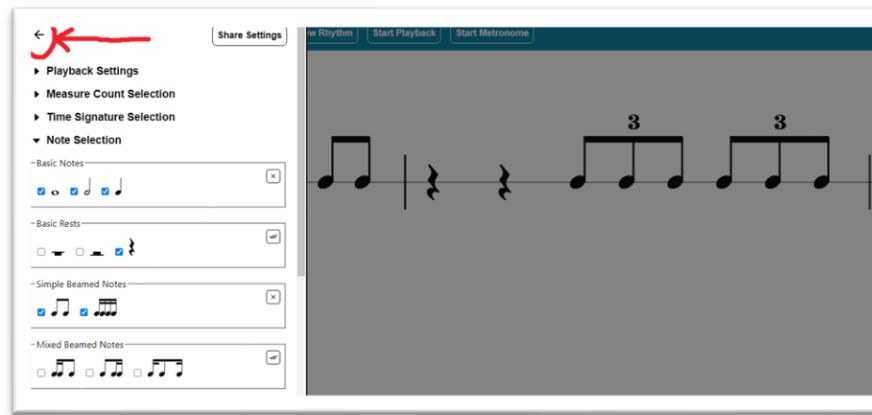 Share Settings
w Rhythm
Start Playback
Start Metronome
Playback Settings
Measure Count Selection
Time Signature Selection
Note Selection
Basic Notes
Basic Rests
Simple Beamed Notes
Mixed Beamed Notes
3
3